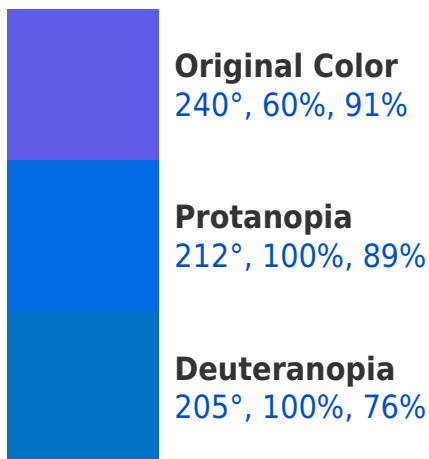 Original Color
240°, 60%, 91%
Protanopia
212°, 100%, 89%
Deuteranopia
205°, 100%, 76%